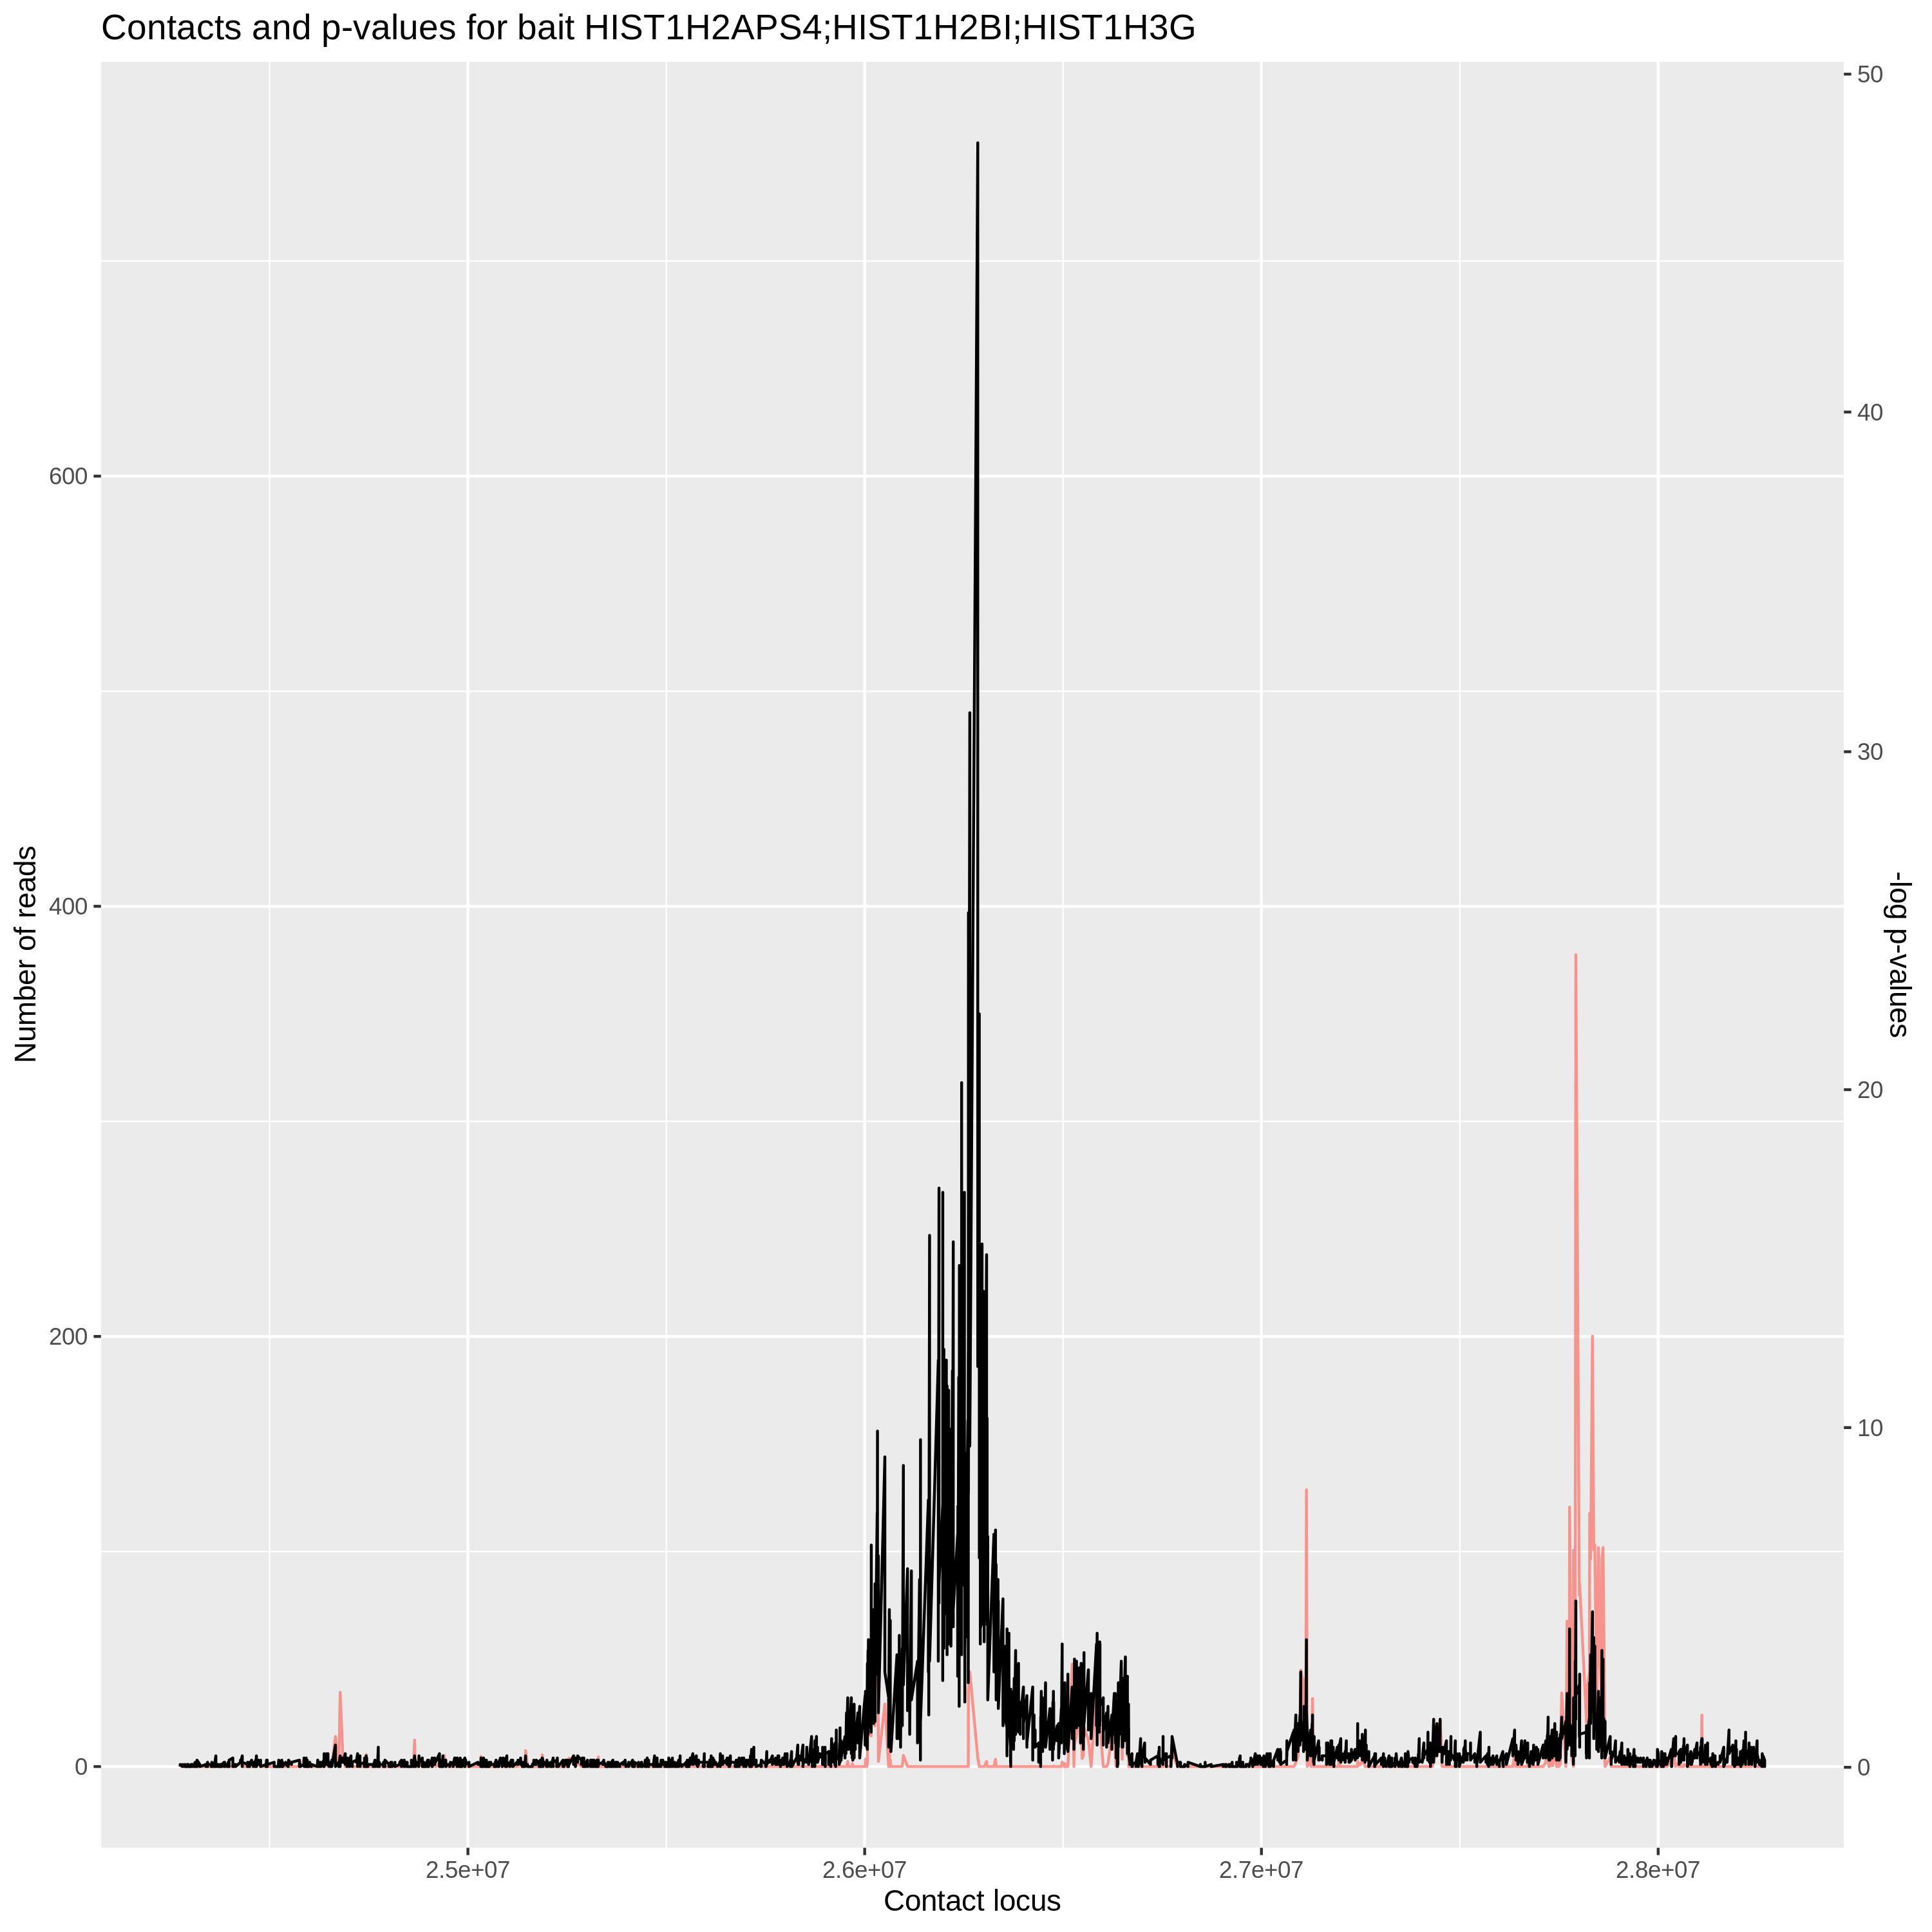 Contacts and p-values for bait HIST1H2APS4;HIST1H2BI;HIST1H3G
Number of reads
600
400
200
0
50
40
30
20
10
0
-log p-values
2.5e+07 2.6e+07 2.7e+07 2.8e+07
Contact locus